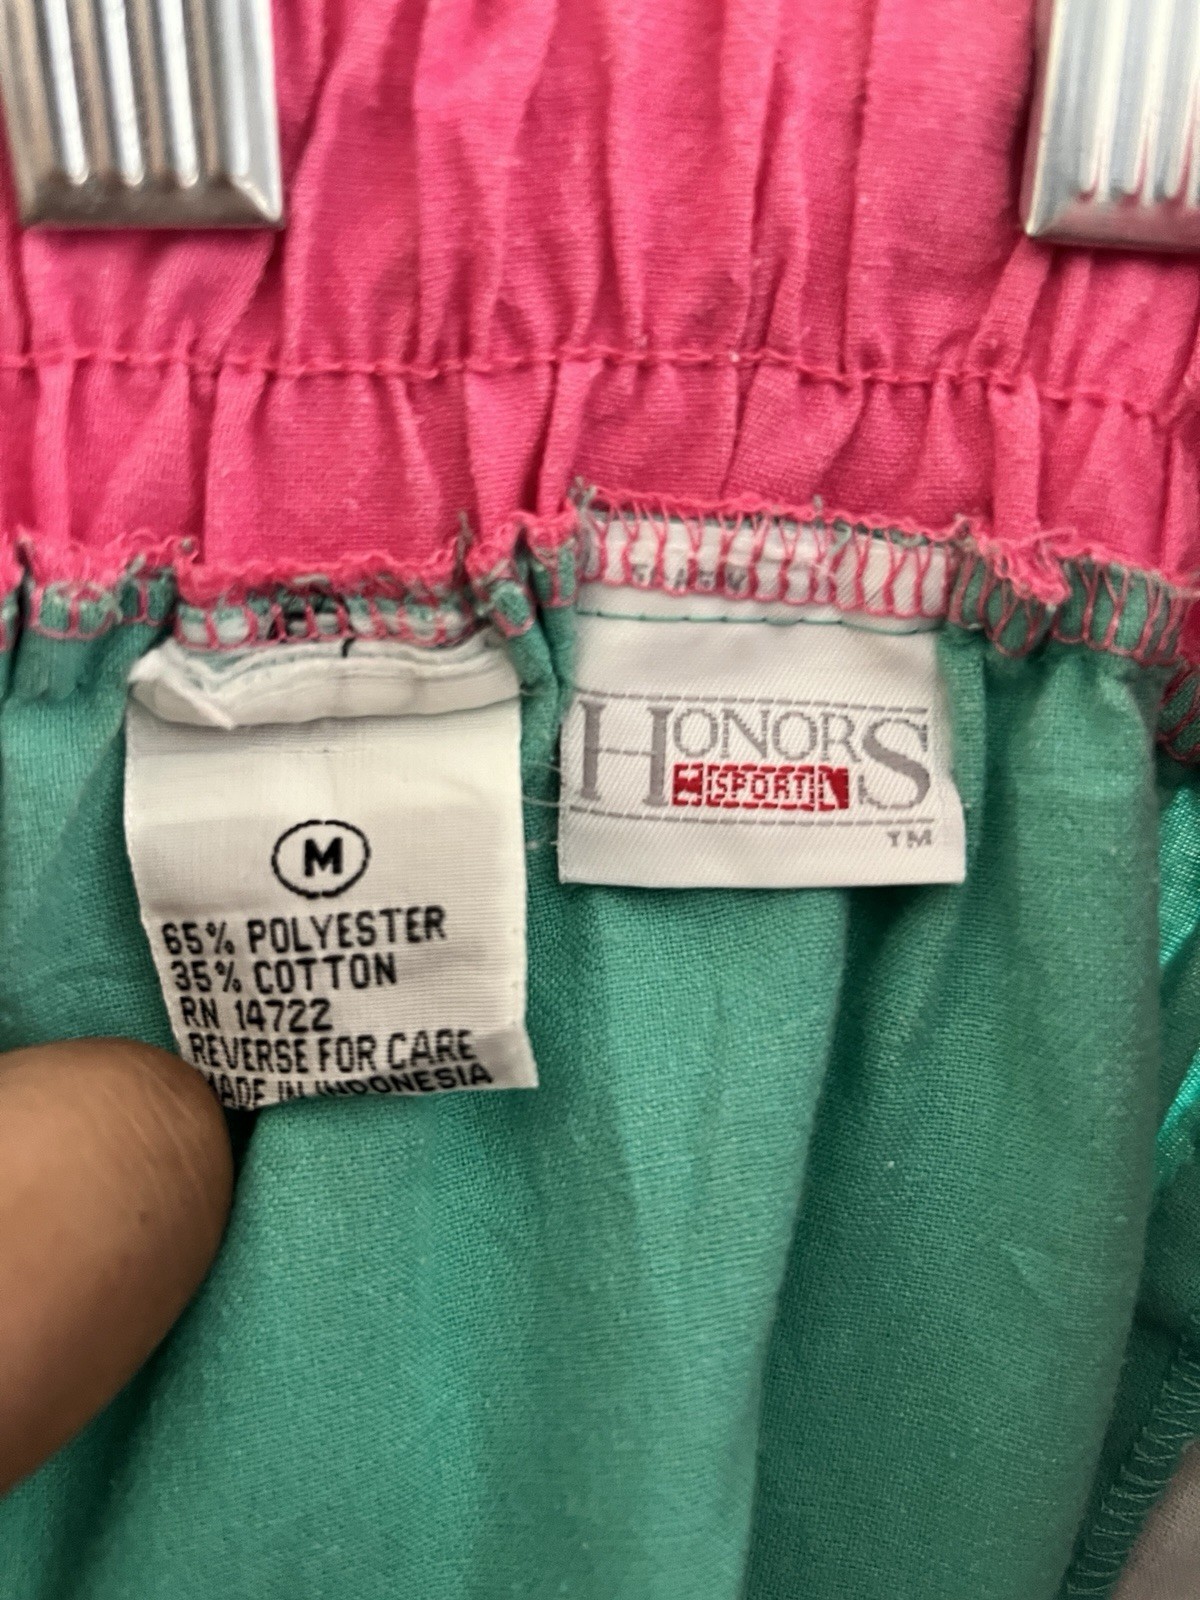 M
65% POLYESTER
35% COTTON
RN 14722
REVERSE FOR CARE
MADE IN INDONESIA
HONORS
SPORT
TM